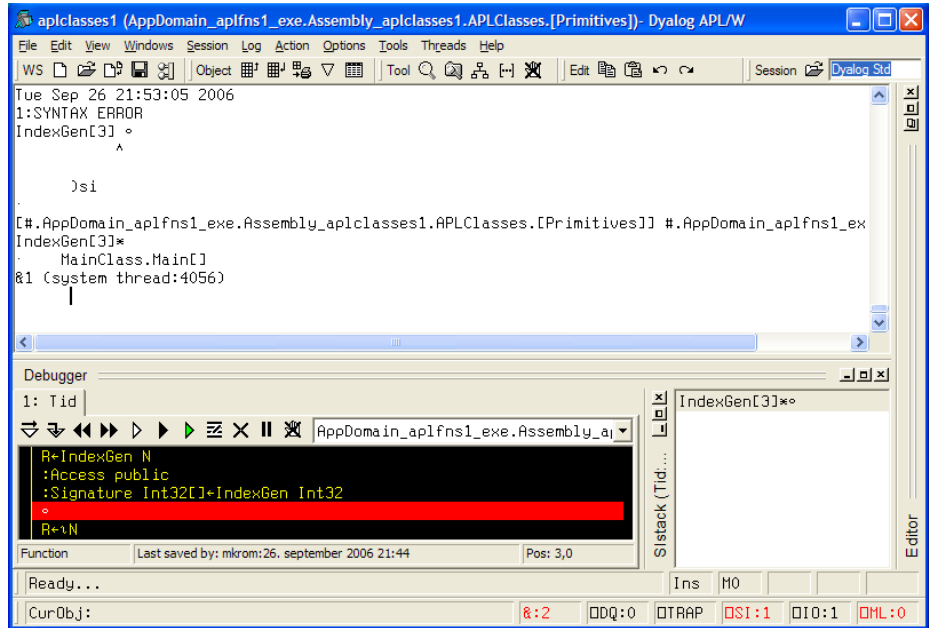 aplclasses1 (AppDomain_aplfns1_exe.Assembly_aplclasses1.APLClasses.[Primitives])- Dyalog APL/W
File Edit View Windows Session Log Action Options Tools Threads Help
WS Object Tool Edit Session Dyalog Std
Tue Sep 26 21:53:05 2006
1:SYNTAX ERROR
IndexGen[3] ∘
∧
)si
·
[#.AppDomain_aplfns1_exe.Assembly_aplclasses1.APLClasses.[Primitives]] #.AppDomain_aplfns1_ex
IndexGen[3]*
· MainClass.Main[]
&1 (system thread:4056)
Debugger
1: Tid
AppDomain_aplfns1_exe.Assembly_a
R←IndexGen N
:Access public
:Signature Int32[]←IndexGen Int32
∘
R←⍳N
Function Last saved by: mkrom:26. september 2006 21:44 Pos: 3,0
SIstack (Tid:...
IndexGen[3]*∘
Editor
Ready... Ins MO
CurObj: &:2 ⎕DQ:0 ⎕TRAP ⎕SI:1 ⎕IO:1 ⎕ML:0